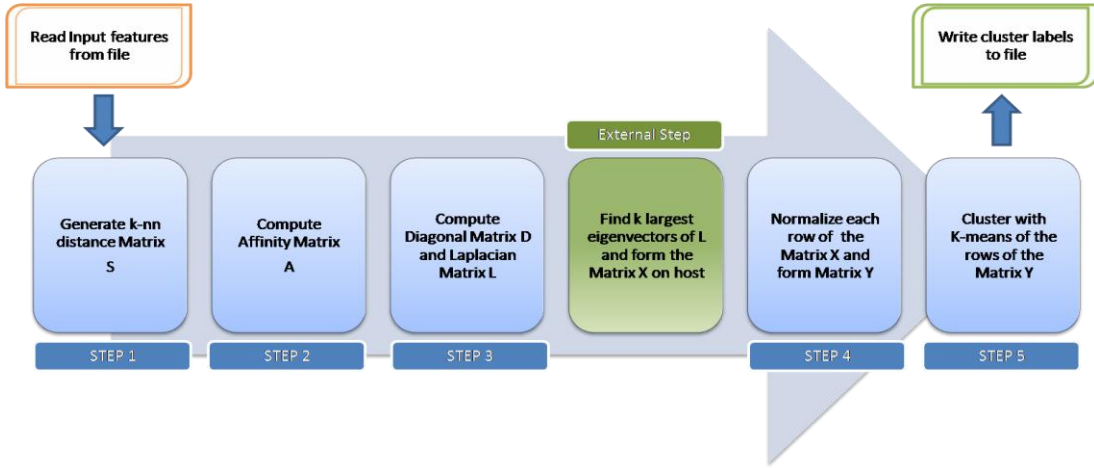 Read Input features
from file
Write cluster labels
to file
External Step
Generate k-nn
distance Matrix
S
STEP 1
Compute
Affinity Matrix
A
STEP 2
Compute
Diagonal Matrix D
and Laplacian
Matrix L
STEP 3
Find k largest
eigenvectors of L
and form the
Matrix X on host
Normalize each
row of the
Matrix X and
form Matrix Y
STEP 4
Cluster with
K-means of the
rows of the
Matrix Y
STEP 5